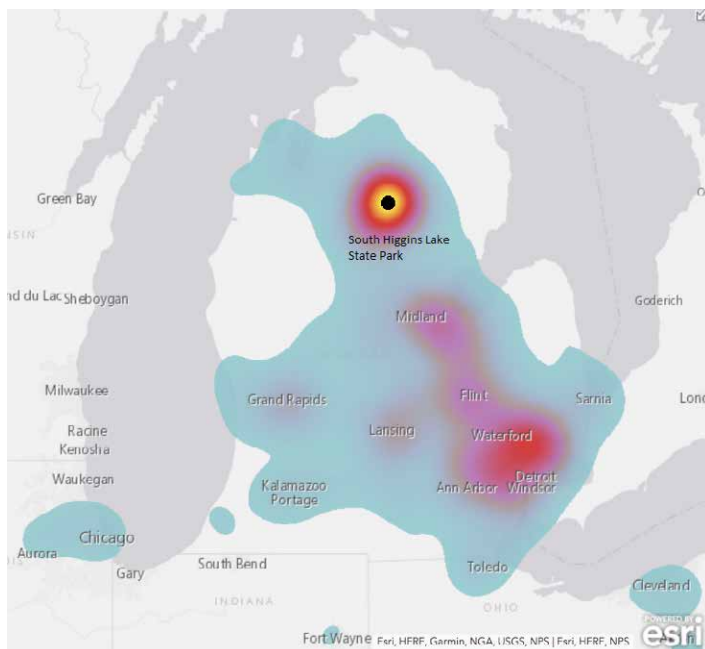 Green Bay
SIN
South Higgins Lake
State Park
nd du Lac
Sheboygan
Goderich
Midland
Milwaukee
Grand Rapids
Flint
Sarnia
Lon
Racine
Kenosha
Lansing
Waterford
Waukegan
Kalamazoo
Portage
Ann Arbor
Detroit
Windsor
Chicago
Aurora
Gary
South Bend
Toledo
Cleveland
INDIANA
OHIO
Fort Wayne
Esri, HERE, Garmin, NGA, USGS, NPS | Esri, HERE, NPS
POWERED BY
esri